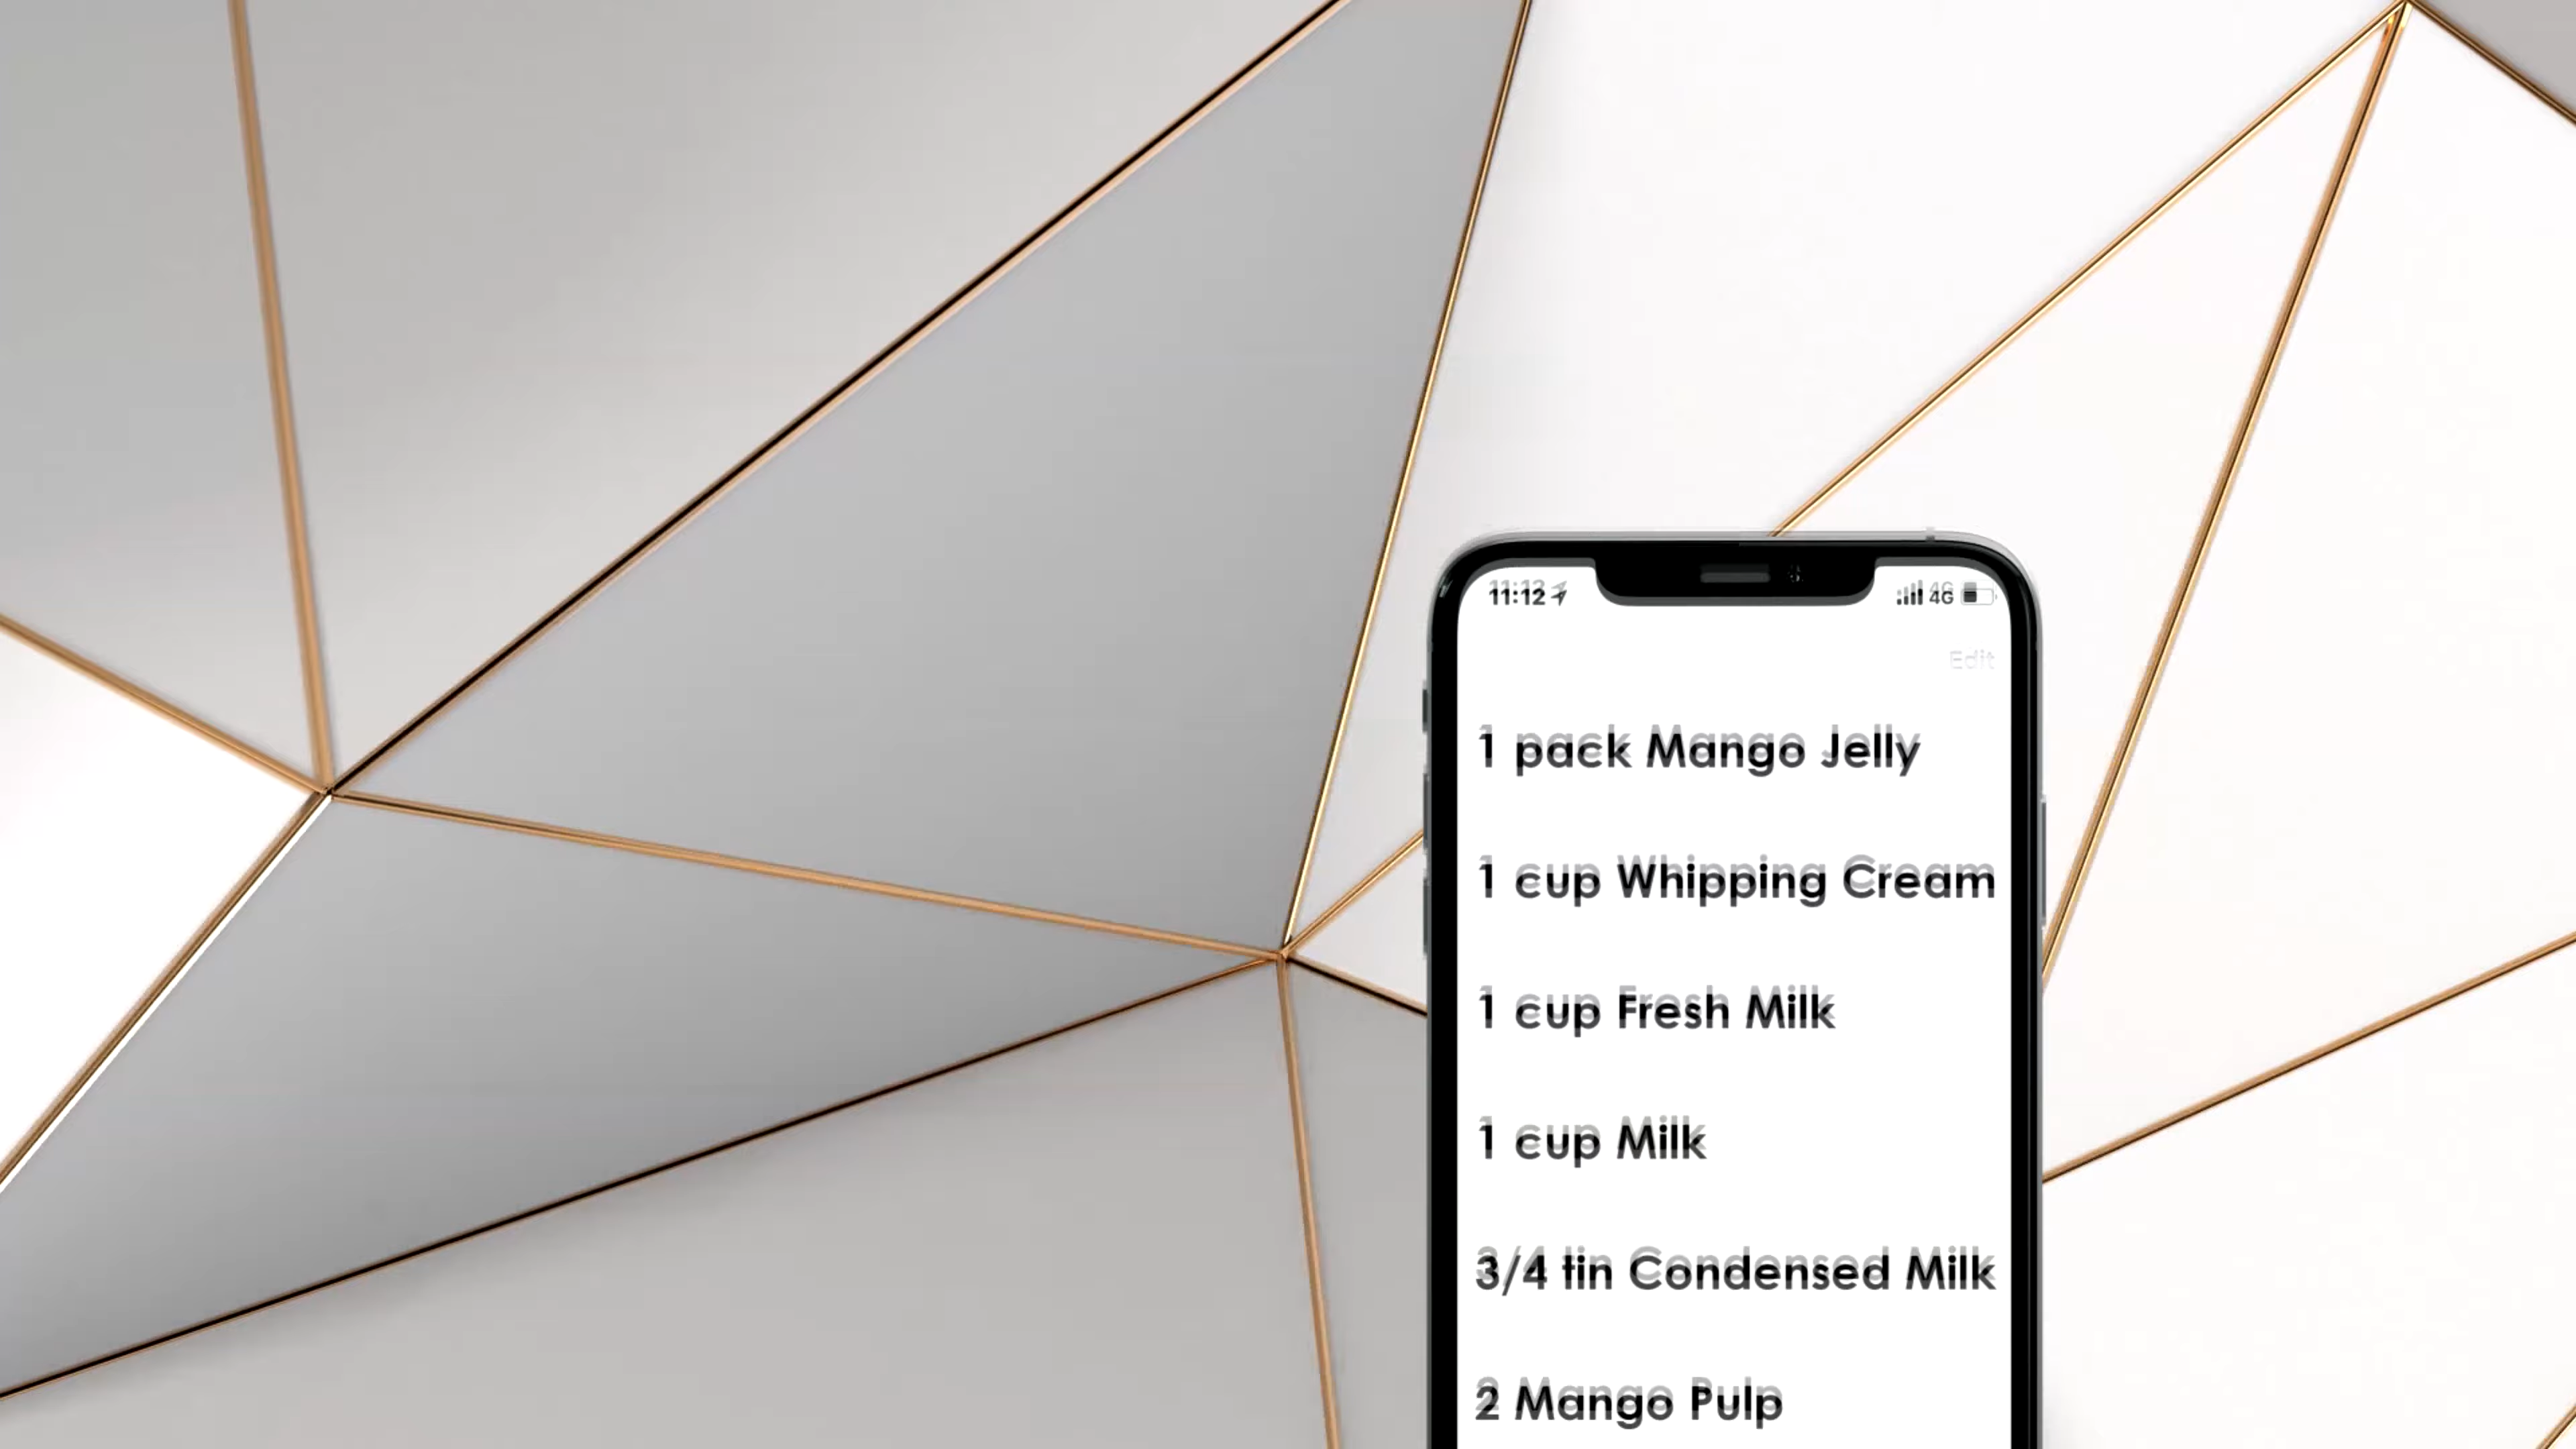 11:12
4G
Edit
1 pack Mango Jelly
1 cup Whipping Cream
1 cup Fresh Milk
1 cup Milk
3/4 tin Condensed Milk
2 Mango Pulp